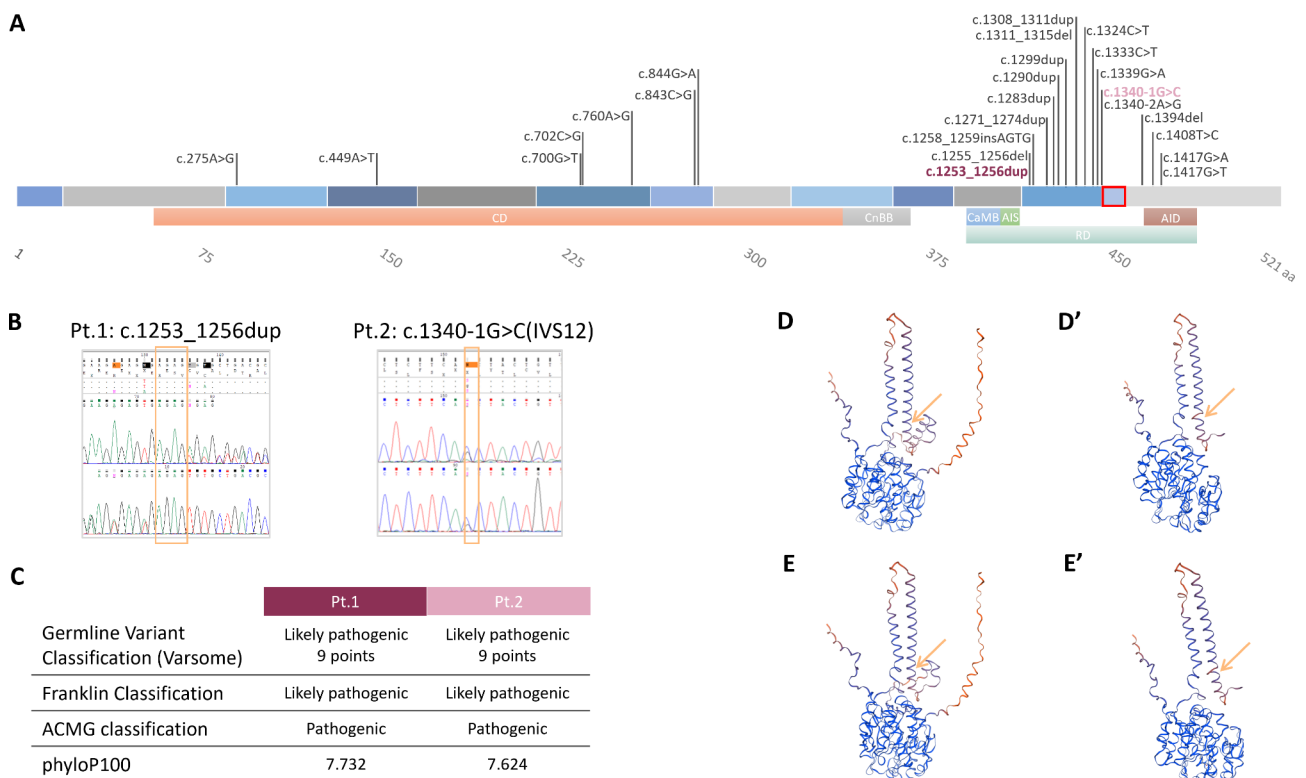 A
c.275A>G
c.449A>T
c.700G>T
c.702C>G
c.760A>G
c.843C>G
c.844G>A
c.1308_1311dup
c.1311_1315del
c.1299dup
c.1290dup
c.1283dup
c.1271_1274dup
c.1258_1259insAGTG
c.1255_1256del
c.1253_1256dup
c.1324C>T
c.1333C>T
c.1339G>A
c.1340-1G>C
c.1340-2A>G
c.1394del
c.1408T>C
c.1417G>A
c.1417G>T
CD
CnBB
CaMB
AIS
AID
RD
75
150
225
300
375
450
521 aa
B
Pt.1: c.1253_1256dup
Pt.2: c.1340-1G>C(IVS12)
C
Pt.1 Pt.2
Germline Variant
Classification (Varsome)
Likely pathogenic
9 points
Likely pathogenic
9 points
Franklin Classification Likely pathogenic Likely pathogenic
ACMG classification Pathogenic Pathogenic
phyloP100 7.732 7.624
D
D’
E
E’